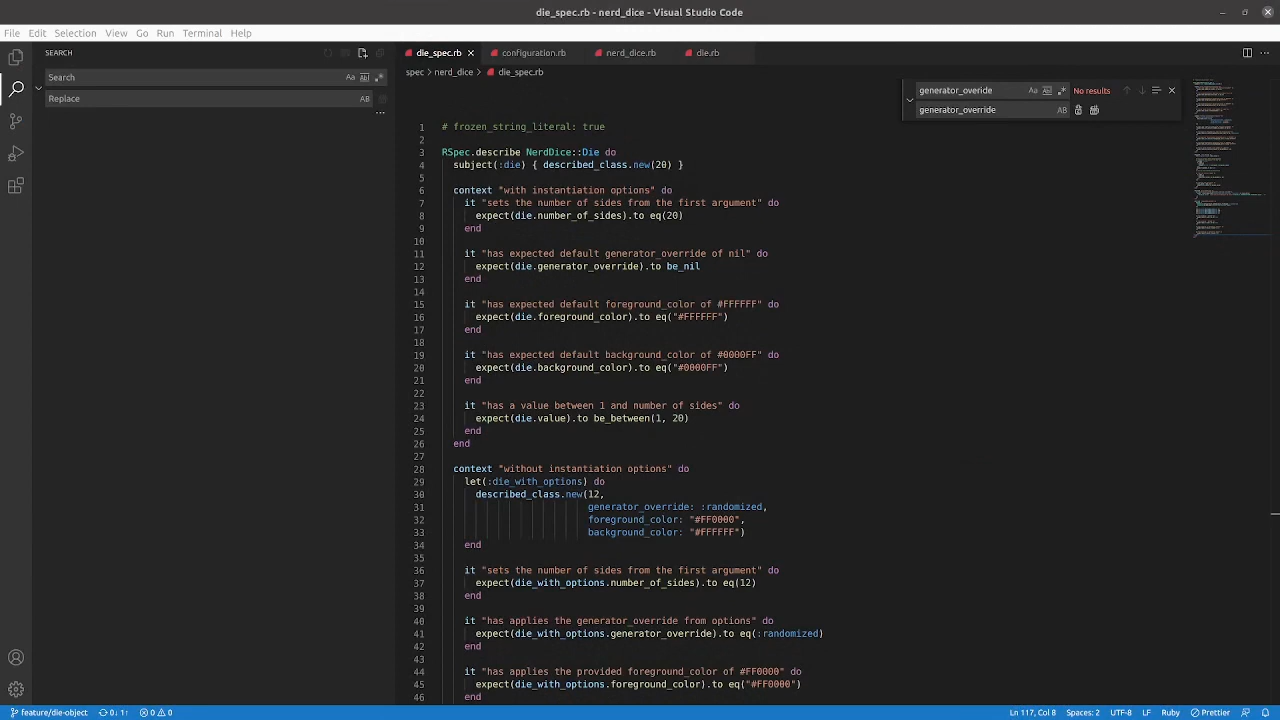 die_spec.rb - nerd_dice - Visual Studio Code
File Edit Selection View Go Run Terminal Help
SEARCH
Search
Aa ab
Replace
AB
...
die_spec.rb configuration.rb nerd_dice.rb die.rb
spec > nerd_dice > die_spec.rb
generator_overide Aa ab No results
generator_override AB
1 # frozen_string_literal: true
2
3 RSpec.describe NerdDice::Die do
4 subject(:die) { described_class.new(20) }
5
6 context "with instantiation options" do
7 it "sets the number of sides from the first argument" do
8 expect(die.number_of_sides).to eq(20)
9 end
10
11 it "has expected default generator_override of nil" do
12 expect(die.generator_override).to be_nil
13 end
14
15 it "has expected default foreground_color of #FFFFFF" do
16 expect(die.foreground_color).to eq("#FFFFFF")
17 end
18
19 it "has expected default background_color of #0000FF" do
20 expect(die.background_color).to eq("#0000FF")
21 end
22
23 it "has a value between 1 and number of sides" do
24 expect(die.value).to be_between(1, 20)
25 end
26 end
27
28 context "without instantiation options" do
29 let(:die_with_options) do
30 described_class.new(12,
31 generator_override: :randomized,
32 foreground_color: "#FF0000",
33 background_color: "#FFFFFF")
34 end
35
36 it "sets the number of sides from the first argument" do
37 expect(die_with_options.number_of_sides).to eq(12)
38 end
39
40 it "has applies the generator_override from options" do
41 expect(die_with_options.generator_override).to eq(:randomized)
42 end
43
44 it "has applies the provided foreground_color of #FF0000" do
45 expect(die_with_options.foreground_color).to eq("#FF0000")
46 end
feature/die-object 0↓ 1↑ 0 0 Ln 117, Col 8 Spaces: 2 UTF-8 LF Ruby Prettier